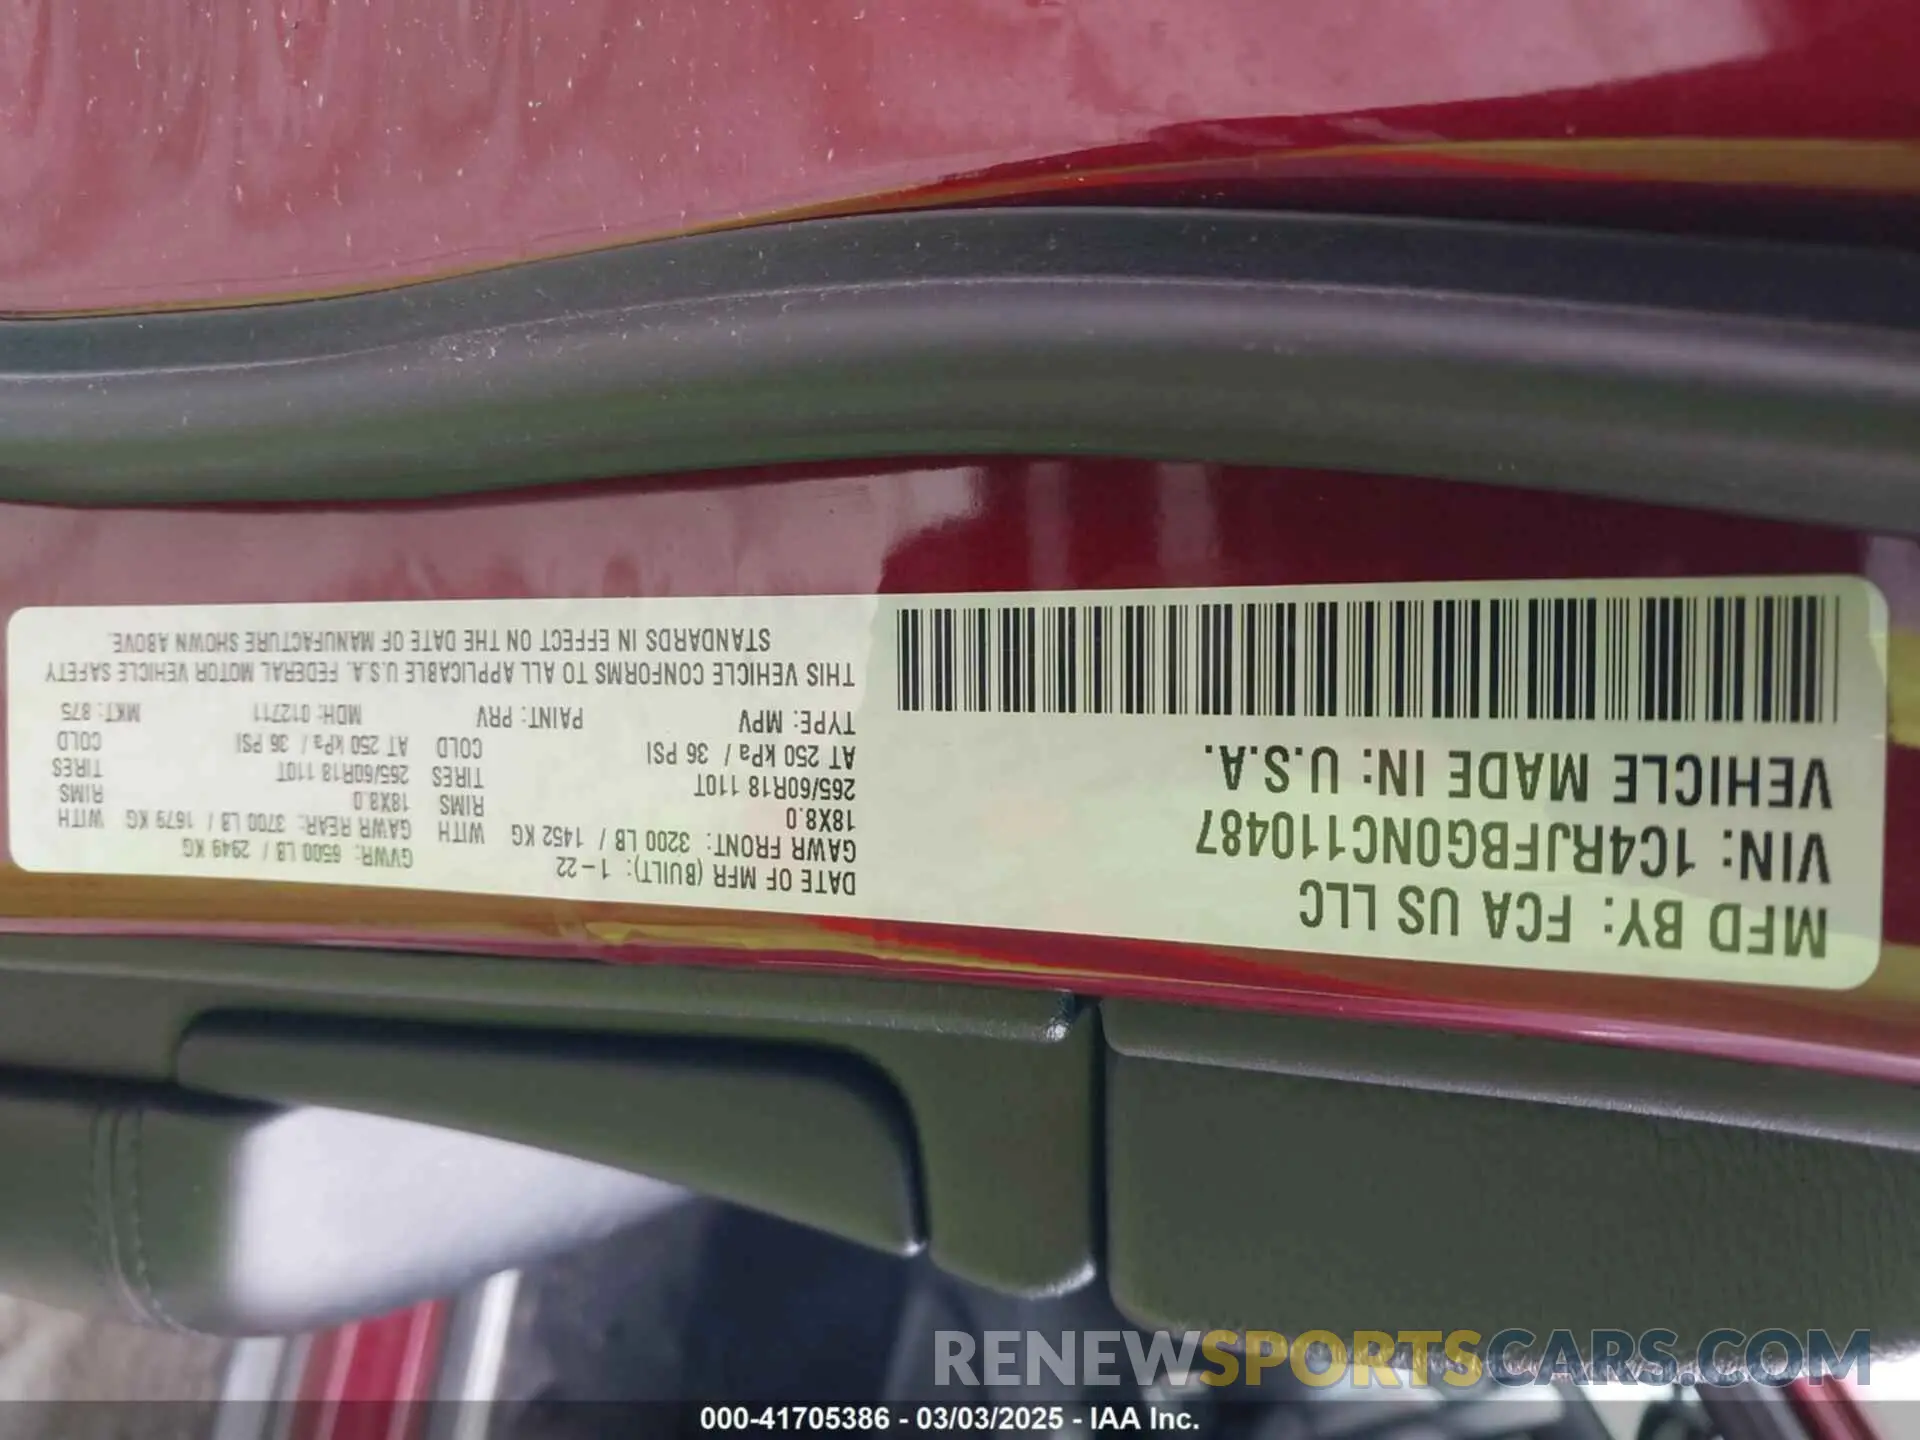 MFD BY: FCA US LLC
VIN: 1C4RJFBG0NC110487
VEHICLE MADE IN: U.S.A.
DATE OF MFR (BUILT): 1-22 GVWR: 6500 LB / 2949 KG
GAWR FRONT: 3200 LB / 1452 KG WITH GAWR REAR: 3700 LB / 1679 KG WITH
18X8.0 RIMS 18X8.0 RIMS
265/60R18 110T TIRES 265/60R18 110T TIRES
AT 250 kPa / 36 PSI COLD AT 250 kPa / 36 PSI COLD
TYPE: MPV PAINT: PRV MDH: 012711 MKT: 875
THIS VEHICLE CONFORMS TO ALL APPLICABLE U.S.A. FEDERAL MOTOR VEHICLE SAFETY
STANDARDS IN EFFECT ON THE DATE OF MANUFACTURE SHOWN ABOVE.
RENEWSPORTSCARS.COM
000-41705386 - 03/03/2025 - IAA Inc.